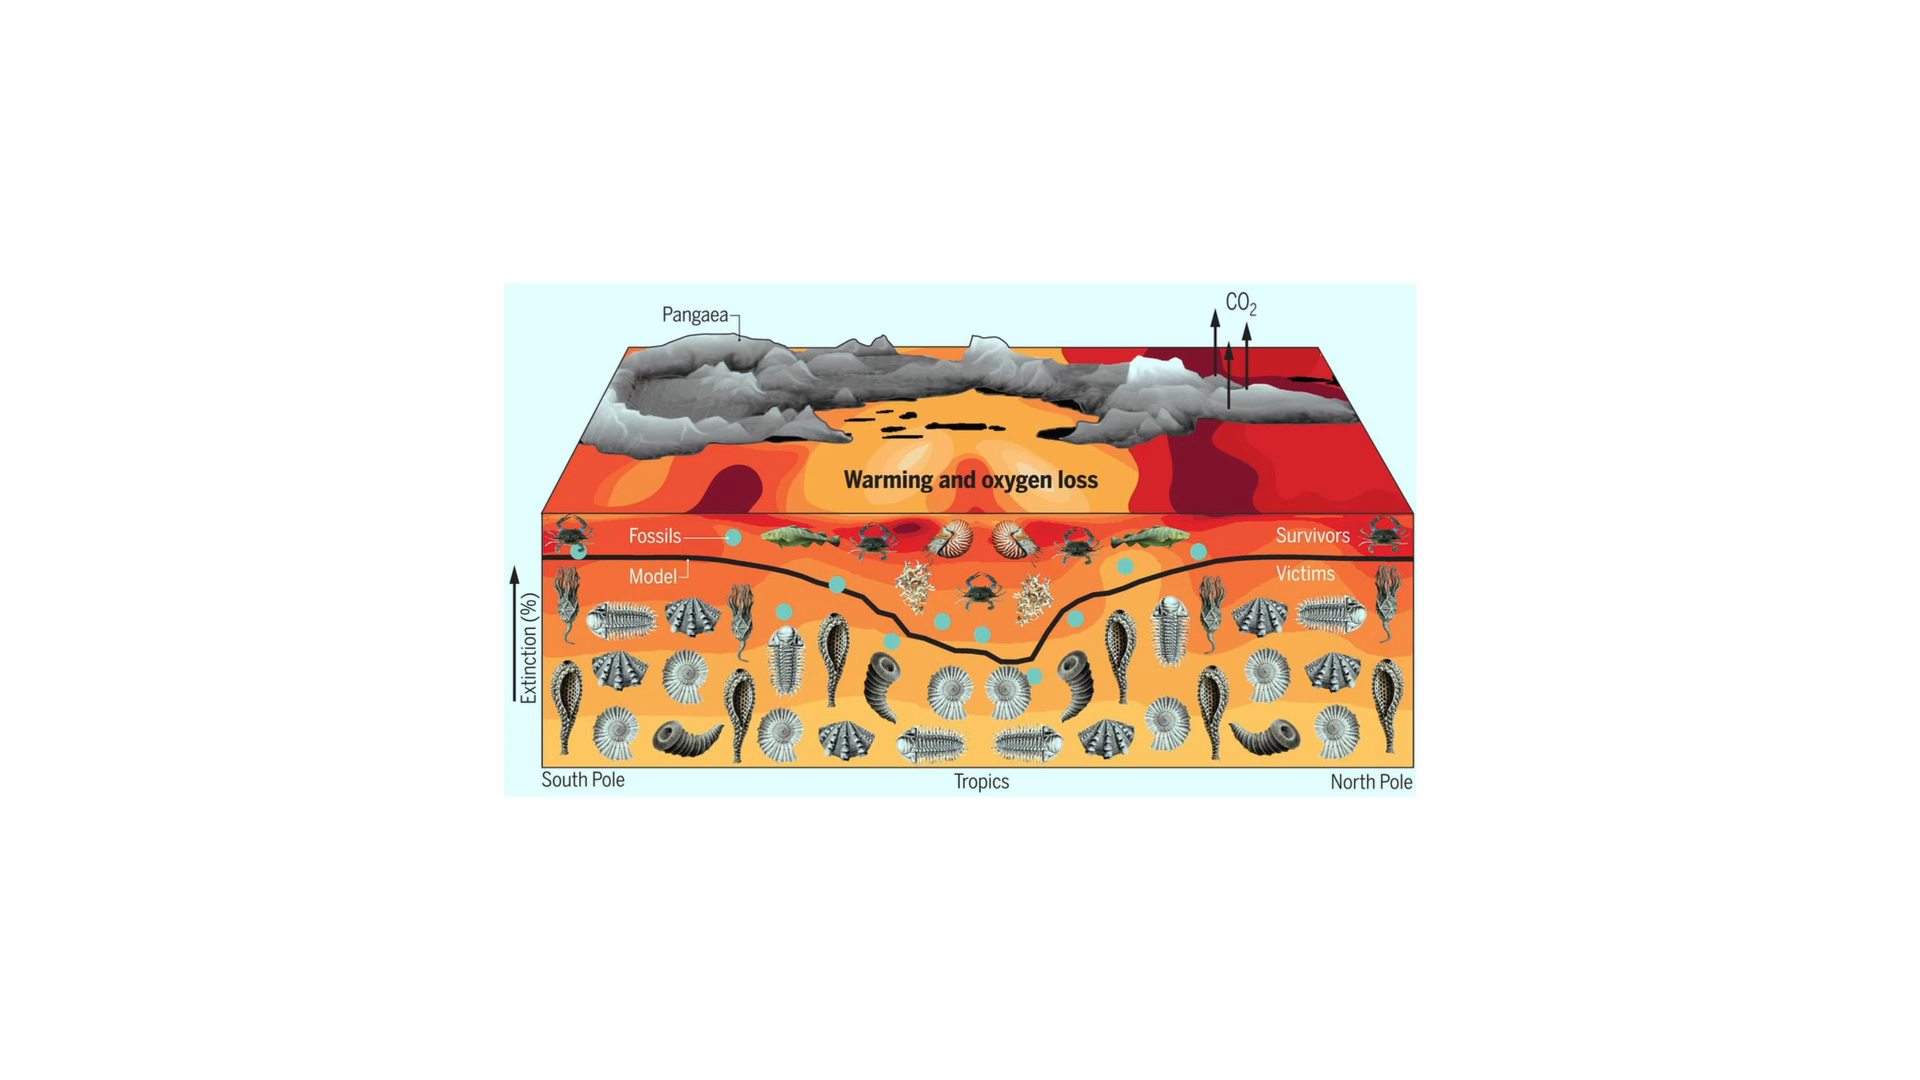 Pangaea
CO₂
Warming and oxygen loss
Fossils
Survivors
Model
Victims
Extinction (%)
South Pole
Tropics
North Pole